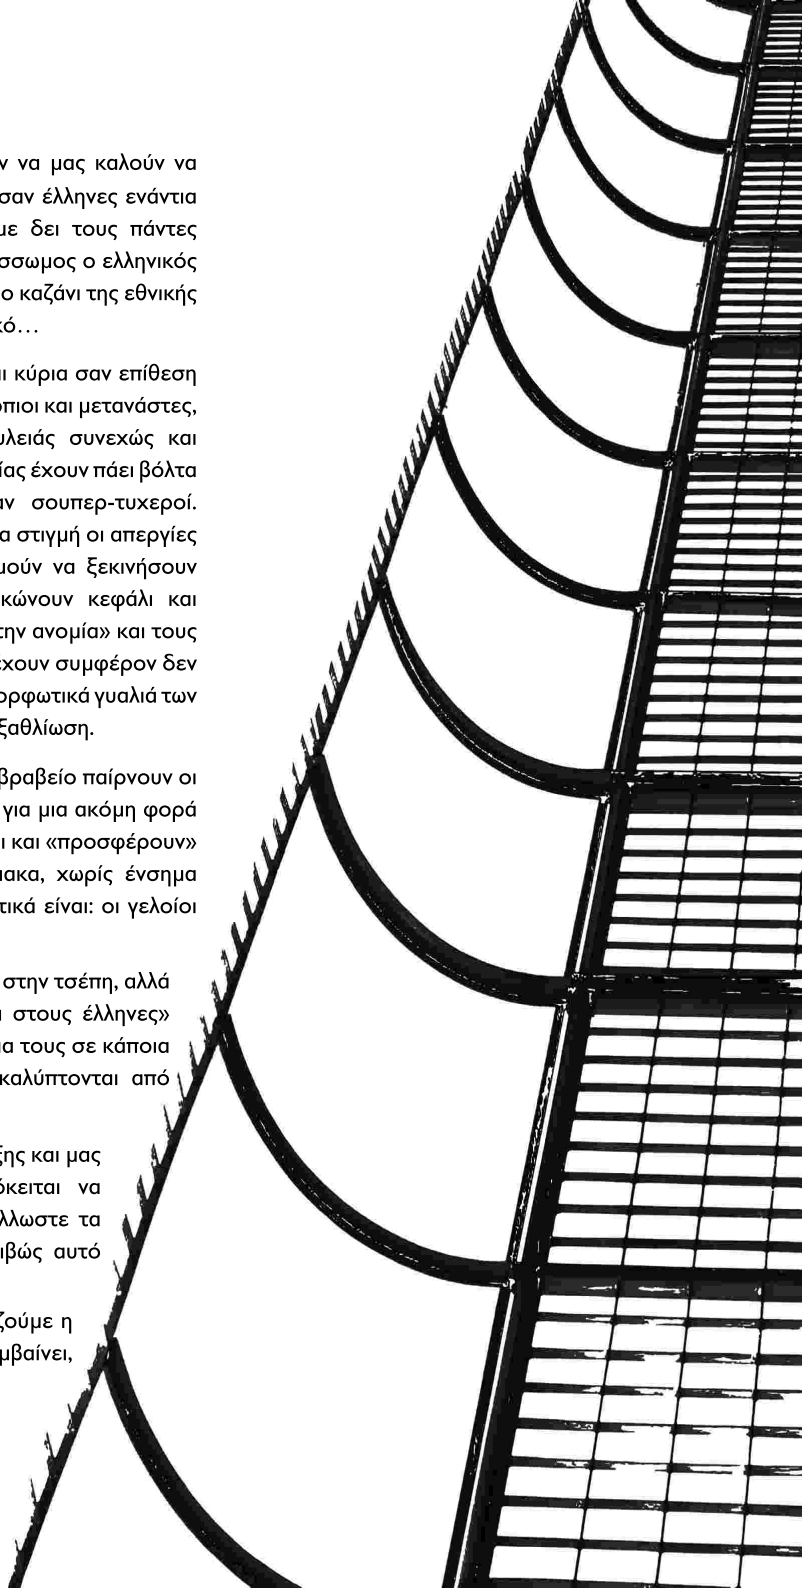 ν να μας καλούν να
σαν έλληνες ενάντια
με δει τους πάντες
σσωμος ο ελληνικός
ο καζάνι της εθνικής
κό…
ι κύρια σαν επίθεση
όπιοι και μετανάστες,
υλειάς συνεχώς και
ίας έχουν πάει βόλτα
ν σουπερ-τυχεροί.
α στιγμή οι απεργίες
μούν να ξεκινήσουν
κώνουν κεφάλι και
την ανομία» και τους
έχουν συμφέρον δεν
ορφωτικά γυαλιά των
ξαθλίωση.
βραβείο παίρνουν οι
για μια ακόμη φορά
ι και «προσφέρουν»
ιακα, χωρίς ένσημα
τικά είναι: οι γελοίοι
στην τσέπη, αλλά
ι στους έλληνες»
ια τους σε κάποια
καλύπτονται από
ξης και μας
όκειται να
λλωστε τα
ιβώς αυτό
ζούμε η
μβαίνει,